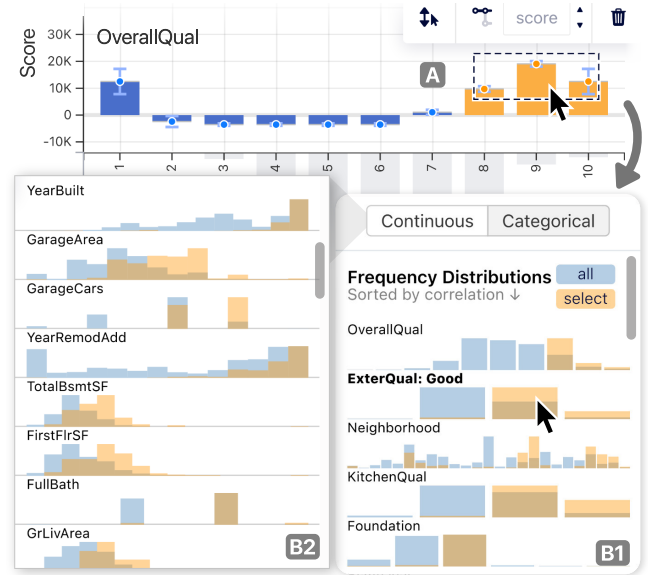 score
Score
OverallQual
30K
20K
10K
0
-10K
A
1
2
3
4
5
6
7
8
9
10
YearBuilt
GarageArea
GarageCars
YearRemodAdd
TotalBsmtSF
FirstFlrSF
FullBath
GrLivArea
B2
Continuous
Categorical
Frequency Distributions
all
Sorted by correlation ↓
select
OverallQual
ExterQual: Good
Neighborhood
KitchenQual
Foundation
B1